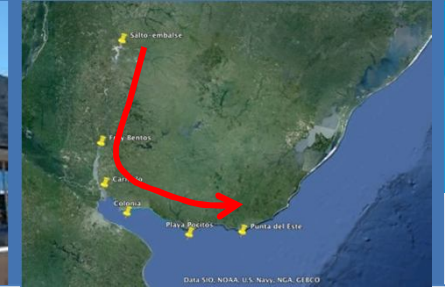 Salto -embalse
Fray Bentos
Carmelo
Colonia
Playa Pocitos
Punta del Este
Data SIO, NOAA, U.S. Navy, NGA, GEBCO